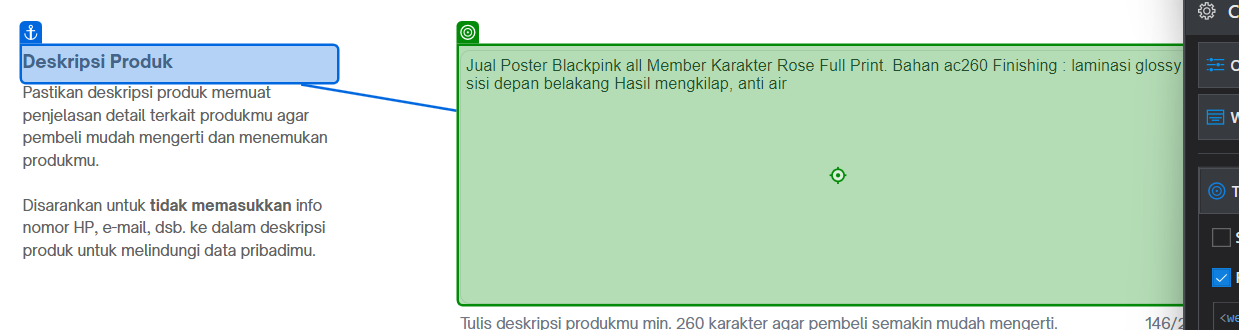 Deskripsi Produk
Pastikan deskripsi produk memuat
penjelasan detail terkait produkmu agar
pembeli mudah mengerti dan menemukan
produkmu.
Disarankan untuk tidak memasukkan info
nomor HP, e-mail, dsb. ke dalam deskripsi
produk untuk melindungi data pribadimu.
Jual Poster Blackpink all Member Karakter Rose Full Print. Bahan ac260 Finishing : laminasi glossy
sisi depan belakang Hasil mengkilap, anti air
Tulis deskripsi produkmu min. 260 karakter agar pembeli semakin mudah mengerti.
146/2